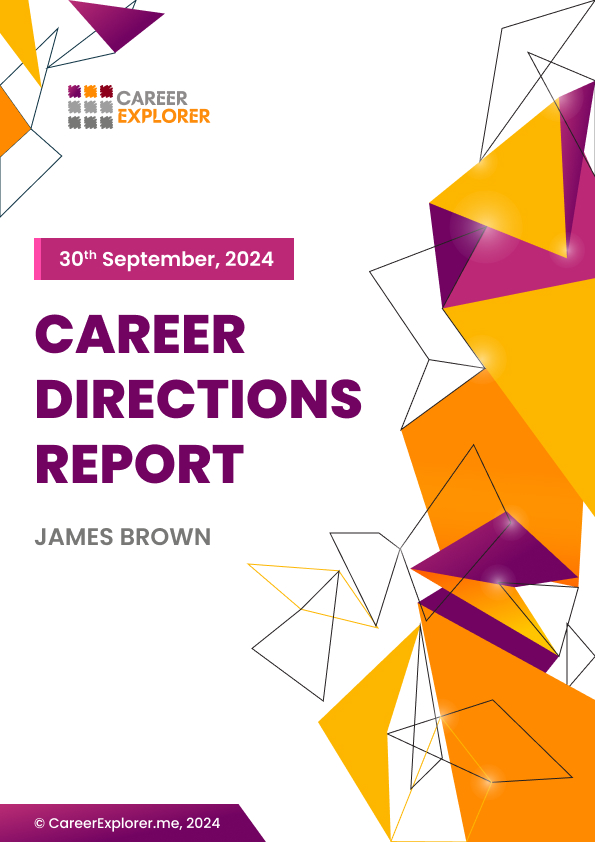 CAREER
EXPLORER
30th September, 2024
CAREER
DIRECTIONS
REPORT
JAMES BROWN
© CareerExplorer.me, 2024